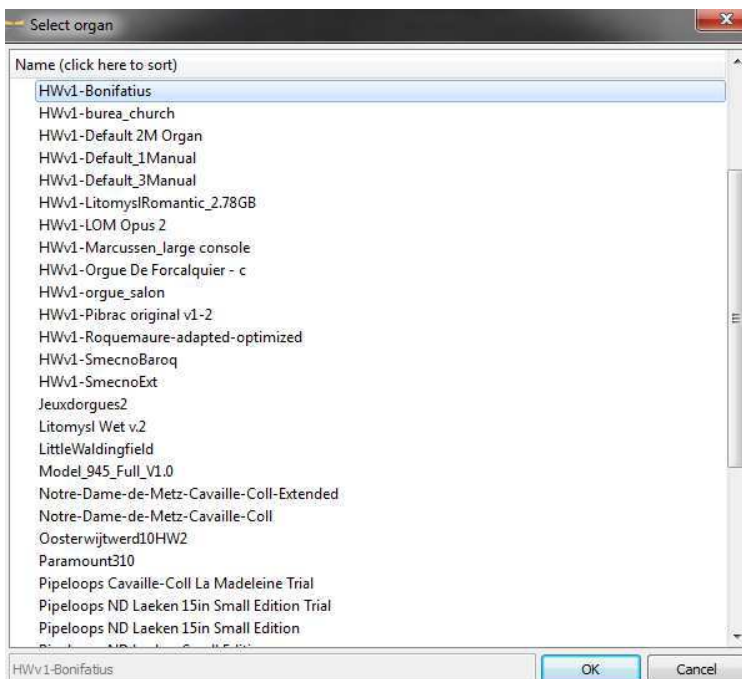 Select organ
Name (click here to sort)
HWv1-Bonifatius
HWv1-burea_church
HWv1-Default 2M Organ
HWv1-Default_1Manual
HWv1-Default_3Manual
HWv1-LitomyslRomantic_2.78GB
HWv1-LOM Opus 2
HWv1-Marcussen_large console
HWv1-Orgue De Forcalquier - c
HWv1-orgue_salon
HWv1-Pibrac original v1-2
HWv1-Roquemaure-adapted-optimized
HWv1-SmecnoBaroq
HWv1-SmecnoExt
Jeuxdorgues2
Litomysl Wet v.2
LittleWaldingfield
Model_945_Full_V1.0
Notre-Dame-de-Metz-Cavaille-Coll-Extended
Notre-Dame-de-Metz-Cavaille-Coll
Oosterwijtwerd10HW2
Paramount310
Pipeloops Cavaille-Coll La Madeleine Trial
Pipeloops ND Laeken 15in Small Edition Trial
Pipeloops ND Laeken 15in Small Edition
HWv1-Bonifatius OK Cancel